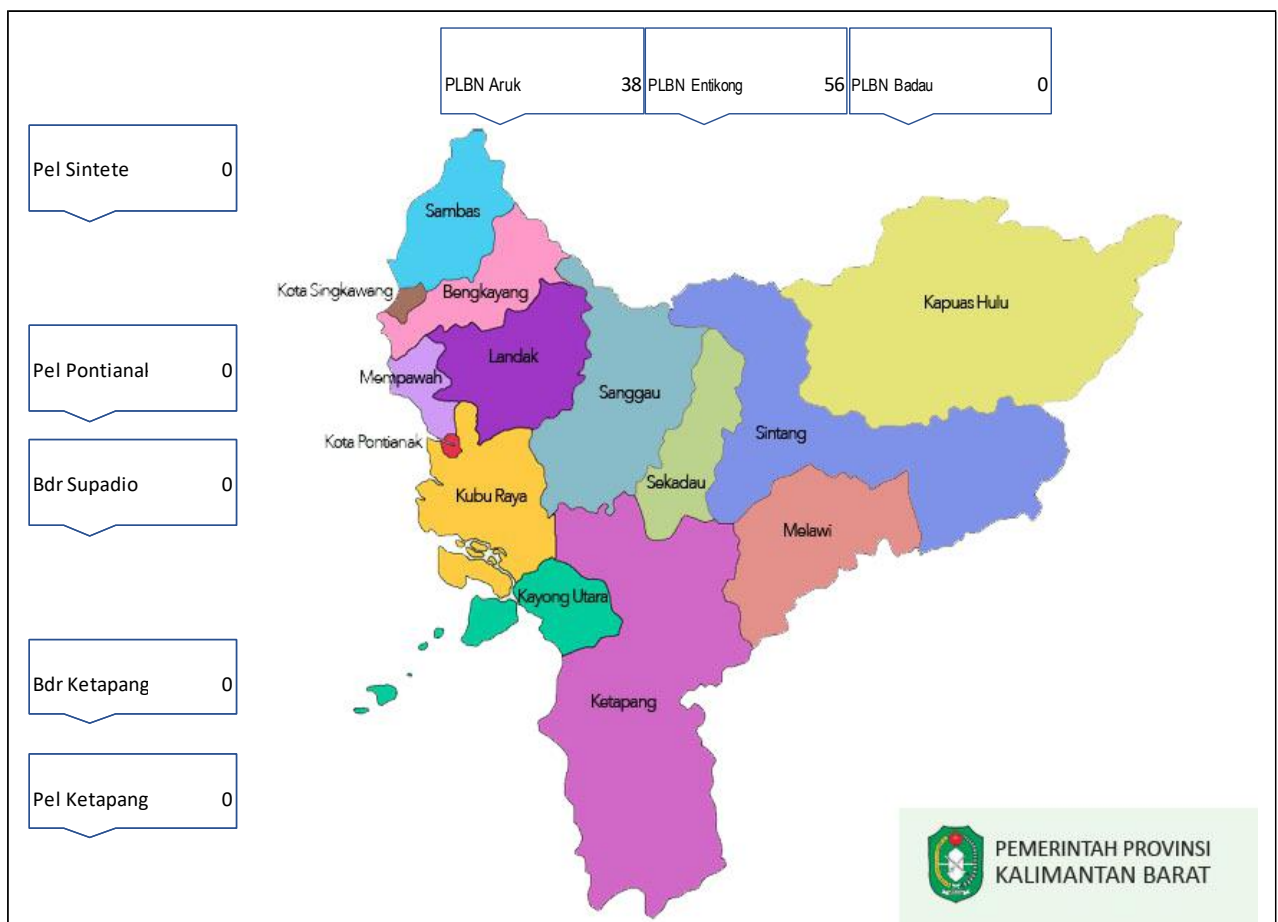 PLBN Aruk 38 PLBN Entikong 56 PLBN Badau 0
Pel Sintete 0
Sambas
Kota Singkawang
Bengkayang
Kapuas Hulu
Pel Pontianal 0
Mempawah
Landak
Sanggau
Kota Pontianak
Sintang
Bdr Supadio 0
Kubu Raya
Sekadau
Melawi
Kayong Utara
Bdr Ketapang 0
Ketapang
Pel Ketapang 0
PEMERINTAH PROVINSI
KALIMANTAN BARAT